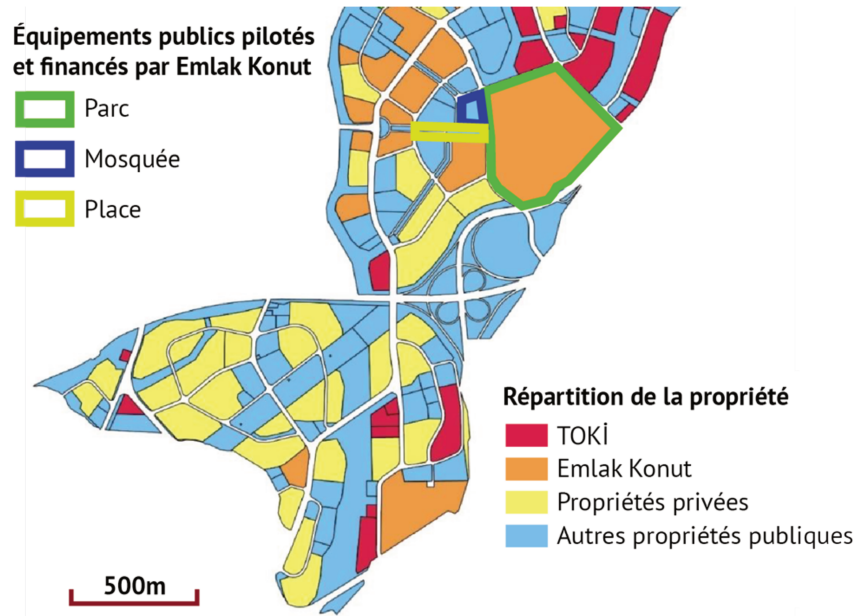 Équipements publics pilotés
et financés par Emlak Konut
Parc
Mosquée
Place
Répartition de la propriété
TOKİ
Emlak Konut
Propriétés privées
Autres propriétés publiques
500m